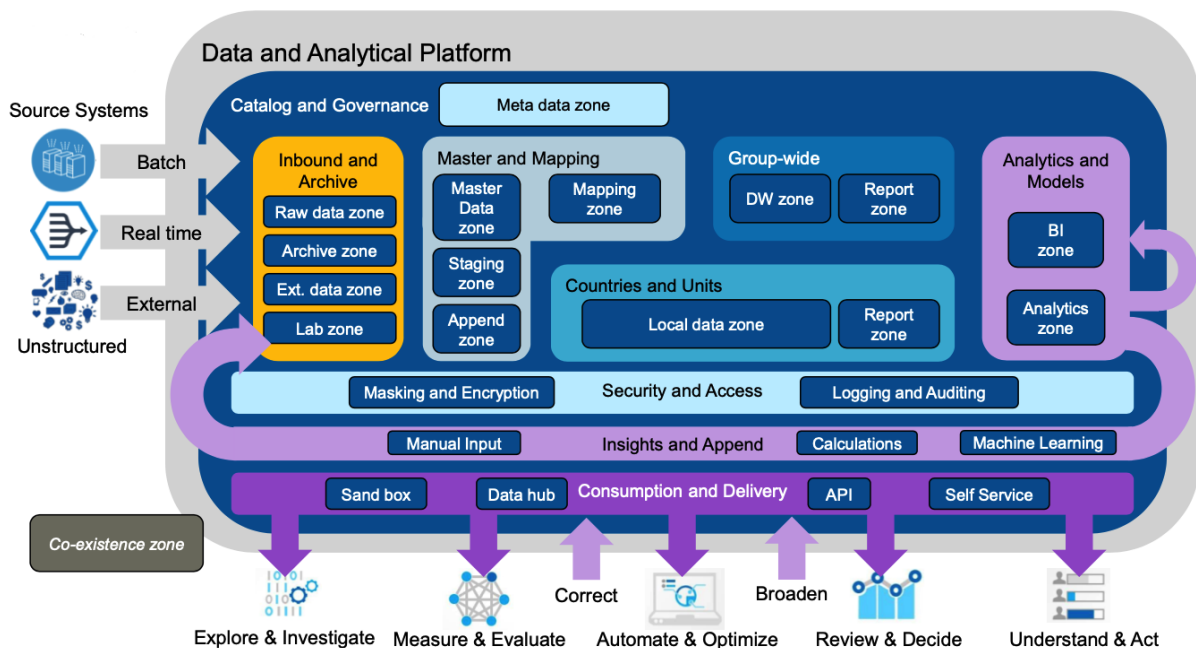 Data and Analytical Platform
Source Systems
Batch
Real time
External
Unstructured
Catalog and Governance
Meta data zone
Inbound and
Archive
Raw data zone
Archive zone
Ext. data zone
Lab zone
Master and Mapping
Master
Data
zone
Mapping
zone
Staging
zone
Append
zone
Group-wide
DW zone
Report
zone
Countries and Units
Local data zone
Report
zone
Analytics and
Models
BI
zone
Analytics
zone
Masking and Encryption
Security and Access
Logging and Auditing
Manual Input
Insights and Append
Calculations
Machine Learning
Sand box
Data hub
Consumption and Delivery
API
Self Service
Co-existence zone
Correct
Broaden
Explore & Investigate
Measure & Evaluate
Automate & Optimize
Review & Decide
Understand & Act